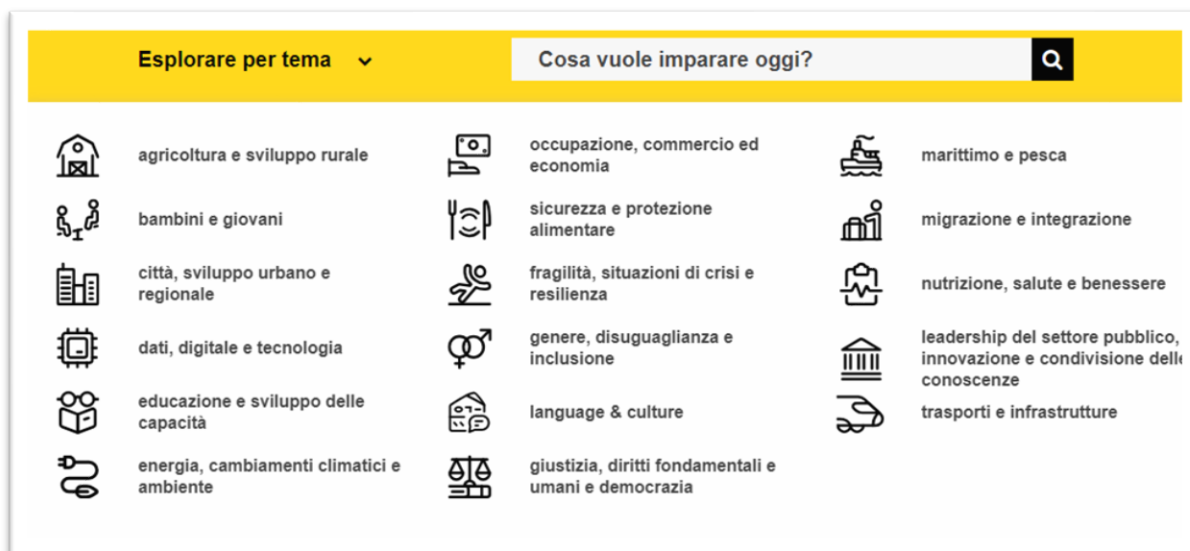 Esplorare per tema
Cosa vuole imparare oggi?
agricoltura e sviluppo rurale
bambini e giovani
città, sviluppo urbano e
regionale
dati, digitale e tecnologia
educazione e sviluppo delle
capacità
energia, cambiamenti climatici e
ambiente
occupazione, commercio ed
economia
sicurezza e protezione
alimentare
fragilità, situazioni di crisi e
resilienza
genere, disuguaglianza e
inclusione
language & culture
giustizia, diritti fondamentali e
umani e democrazia
marittimo e pesca
migrazione e integrazione
nutrizione, salute e benessere
leadership del settore pubblico,
innovazione e condivisione delle
conoscenze
trasporti e infrastrutture